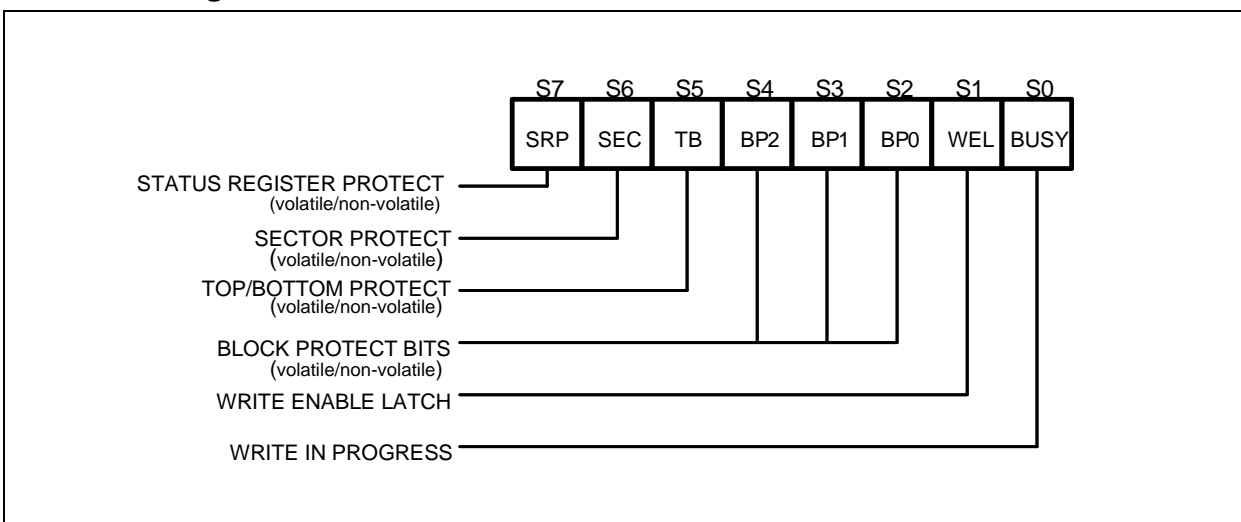 S7 S6 S5 S4 S3 S2 S1 S0
SRP SEC TB BP2 BP1 BP0 WEL BUSY
STATUS REGISTER PROTECT
(volatile/non-volatile)
SECTOR PROTECT
(volatile/non-volatile)
TOP/BOTTOM PROTECT
(volatile/non-volatile)
BLOCK PROTECT BITS
(volatile/non-volatile)
WRITE ENABLE LATCH
WRITE IN PROGRESS